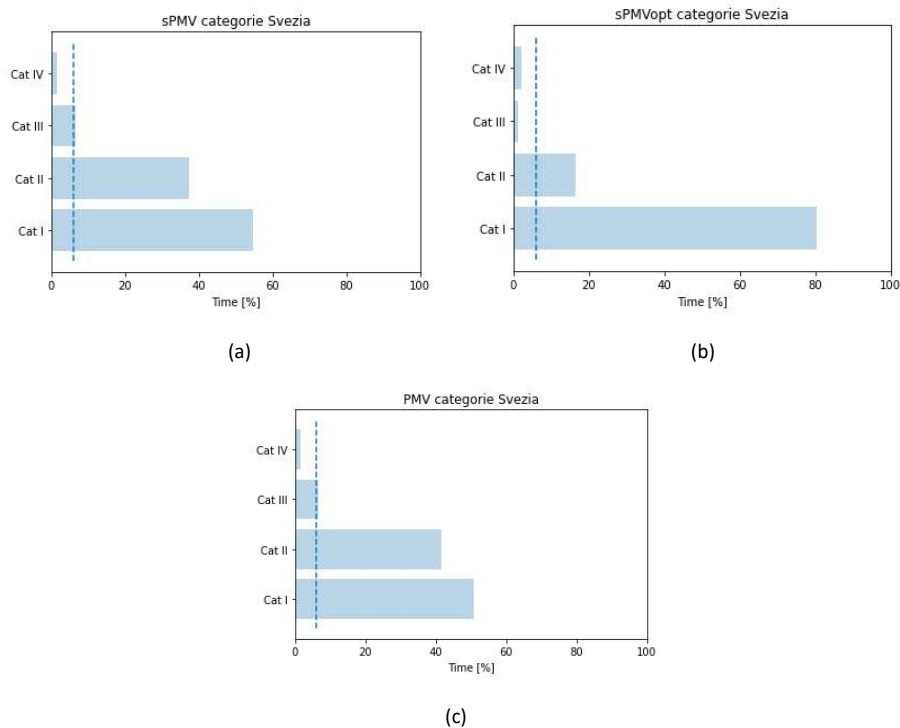 sPMV categorie Svezia
Cat IV
Cat III
Cat II
Cat I
0 20 40 60 80 100
Time [%]
(a)
sPMVopt categorie Svezia
Cat IV
Cat III
Cat II
Cat I
0 20 40 60 80 100
Time [%]
(b)
PMV categorie Svezia
Cat IV
Cat III
Cat II
Cat I
0 20 40 60 80 100
Time [%]
(c)